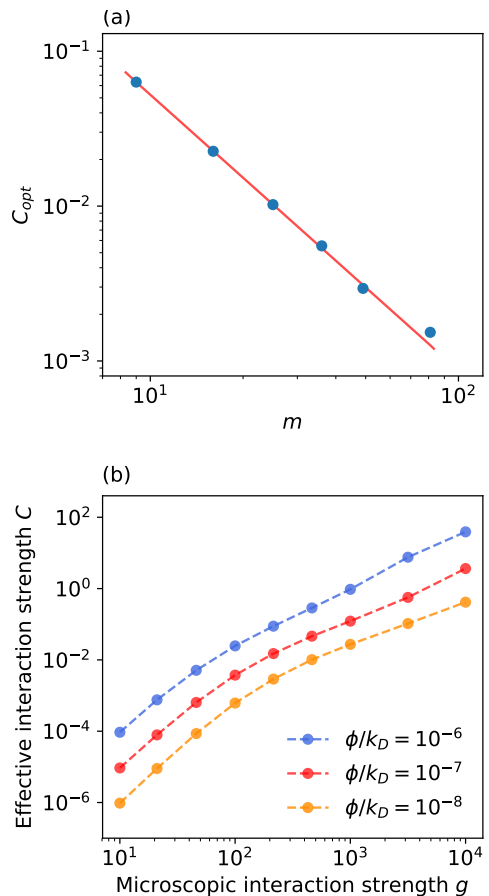 (a)
10^{-1}
10^{-2}
10^{-3}
C_{opt}
10^1
10^2
m
(b)
10^2
10^0
10^{-2}
10^{-4}
10^{-6}
Effective interaction strength C
ϕ/k_D = 10^{-6}
ϕ/k_D = 10^{-7}
ϕ/k_D = 10^{-8}
10^1
10^2
10^3
10^4
Microscopic interaction strength g